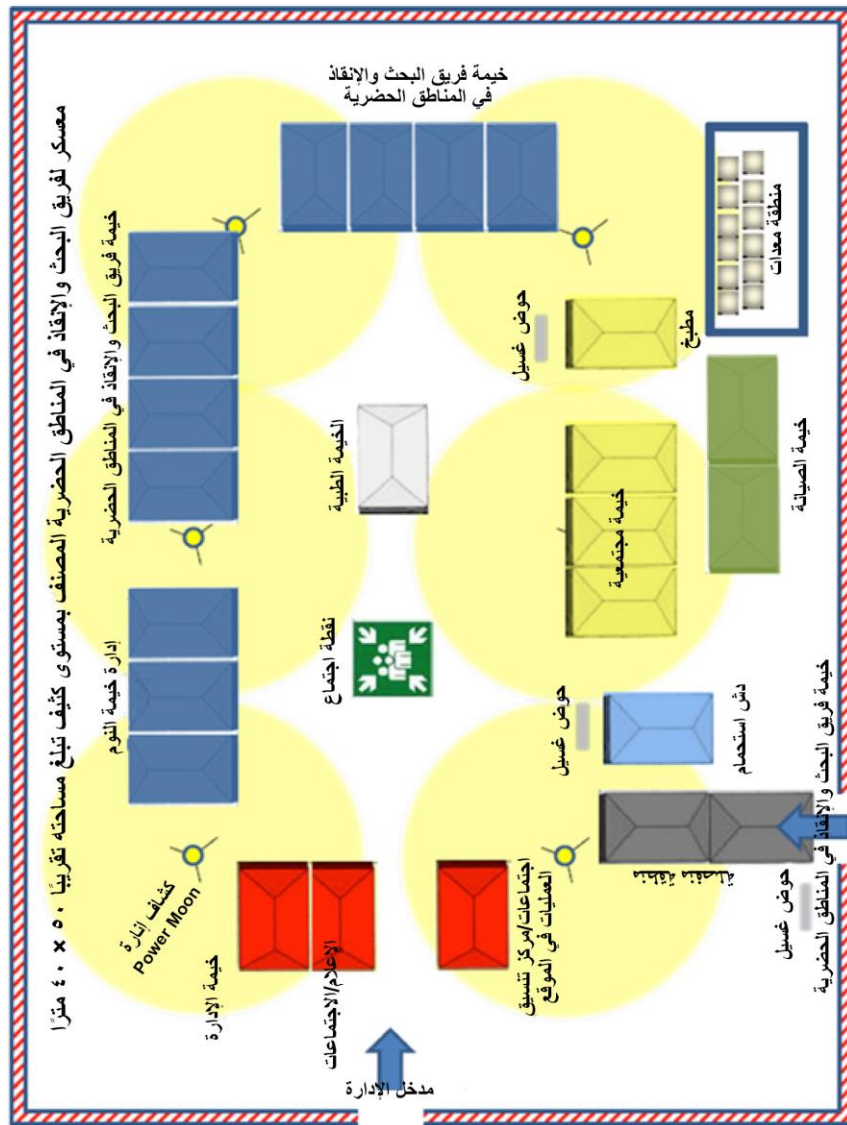 معسكر لفريق البحث والإنقاذ في المناطق الحضرية المصنف بمستوى كثيف تبلغ مساحته تقريبًا ٥٠ × ٤٠ مترًا
خيمة فريق البحث والإنقاذ
في المناطق الحضرية
خيمة فريق البحث والإنقاذ في المناطق الحضرية
منطقة معدات
حوض غسيل
مطبخ
الخيمة الطبية
خيمة مجتمعية
خيمة الصيانة
إدارة خيمة النوم
نقطة اجتماع
حوض غسيل
دش استحمام
كشاف إنارة
Power Moon
خيمة الإدارة
الإعلام/الاجتماعات
اجتماعات/مركز تنسيق
العمليات في الموقع
حوض غسيل
خيمة فريق البحث والإنقاذ في المناطق الحضرية
مدخل الإدارة